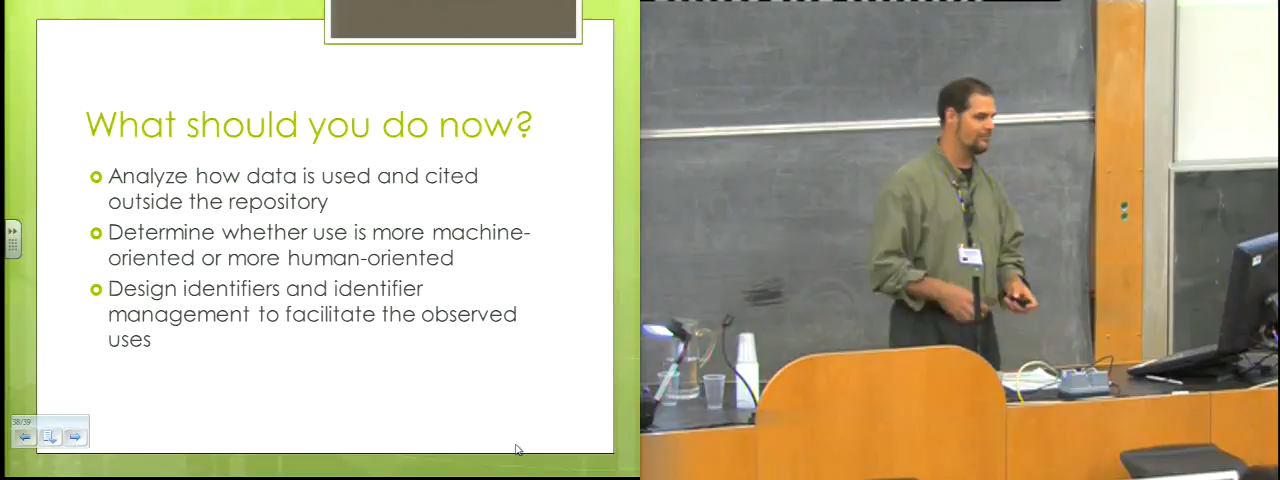 What should you do now?
Analyze how data is used and cited
outside the repository
Determine whether use is more machine-
oriented or more human-oriented
Design identifiers and identifier
management to facilitate the observed
uses
38/39